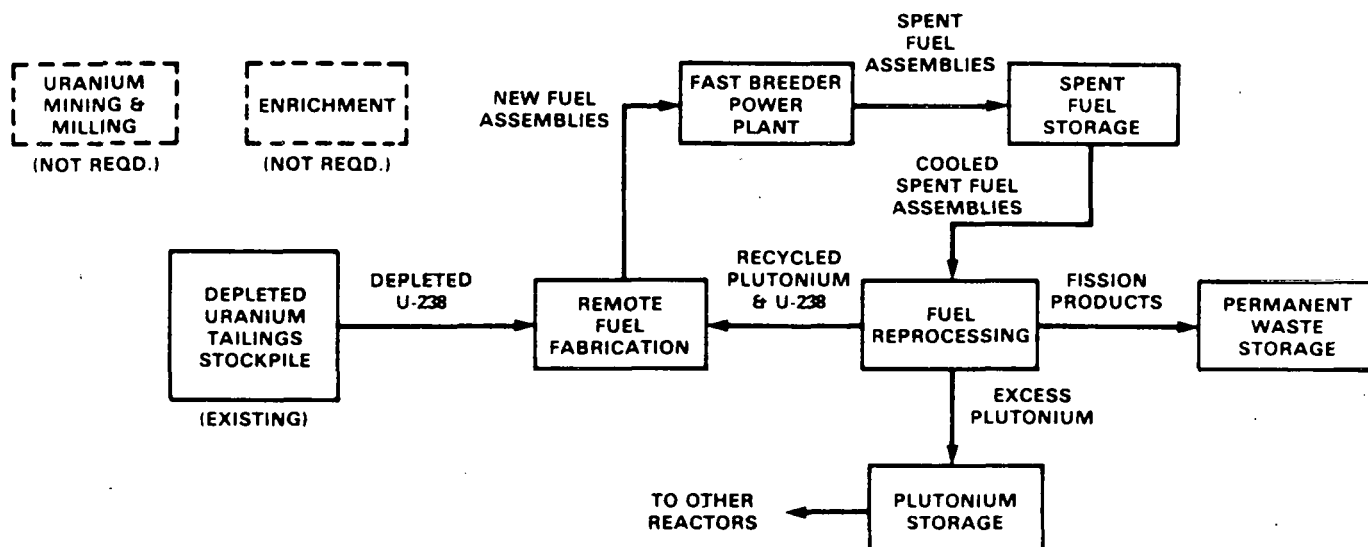 URANIUM
MINING &
MILLING
(NOT REQD.)
ENRICHMENT
(NOT REQD.)
NEW FUEL
ASSEMBLIES
FAST BREEDER
POWER
PLANT
SPENT
FUEL
ASSEMBLIES
SPENT
FUEL
STORAGE
COOLED
SPENT FUEL
ASSEMBLIES
DEPLETED
URANIUM
TAILINGS
STOCKPILE
(EXISTING)
DEPLETED
U-238
REMOTE
FUEL
FABRICATION
RECYCLED
PLUTONIUM
& U-238
FUEL
REPROCESSING
FISSION
PRODUCTS
PERMANENT
WASTE
STORAGE
EXCESS
PLUTONIUM
PLUTONIUM
STORAGE
TO OTHER
REACTORS